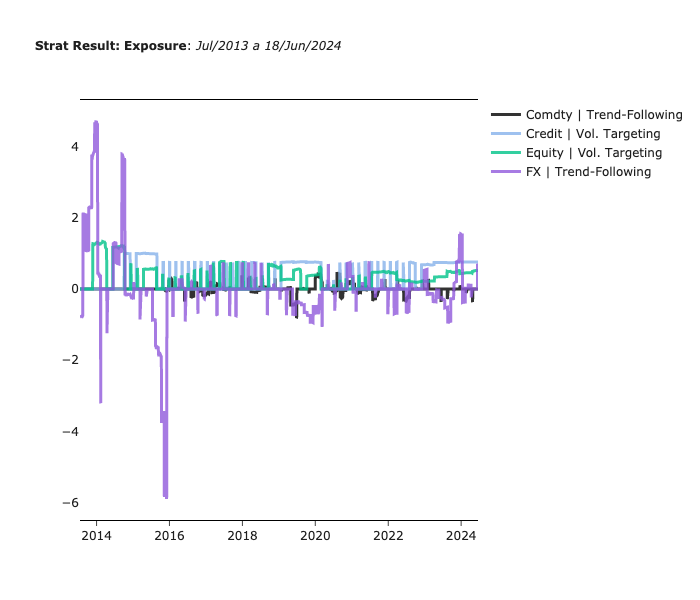 Strat Result: Exposure: Jul/2013 a 18/Jun/2024
Comdty | Trend-Following
Credit | Vol. Targeting
Equity | Vol. Targeting
FX | Trend-Following
4
2
0
−2
−4
−6
2014 2016 2018 2020 2022 2024